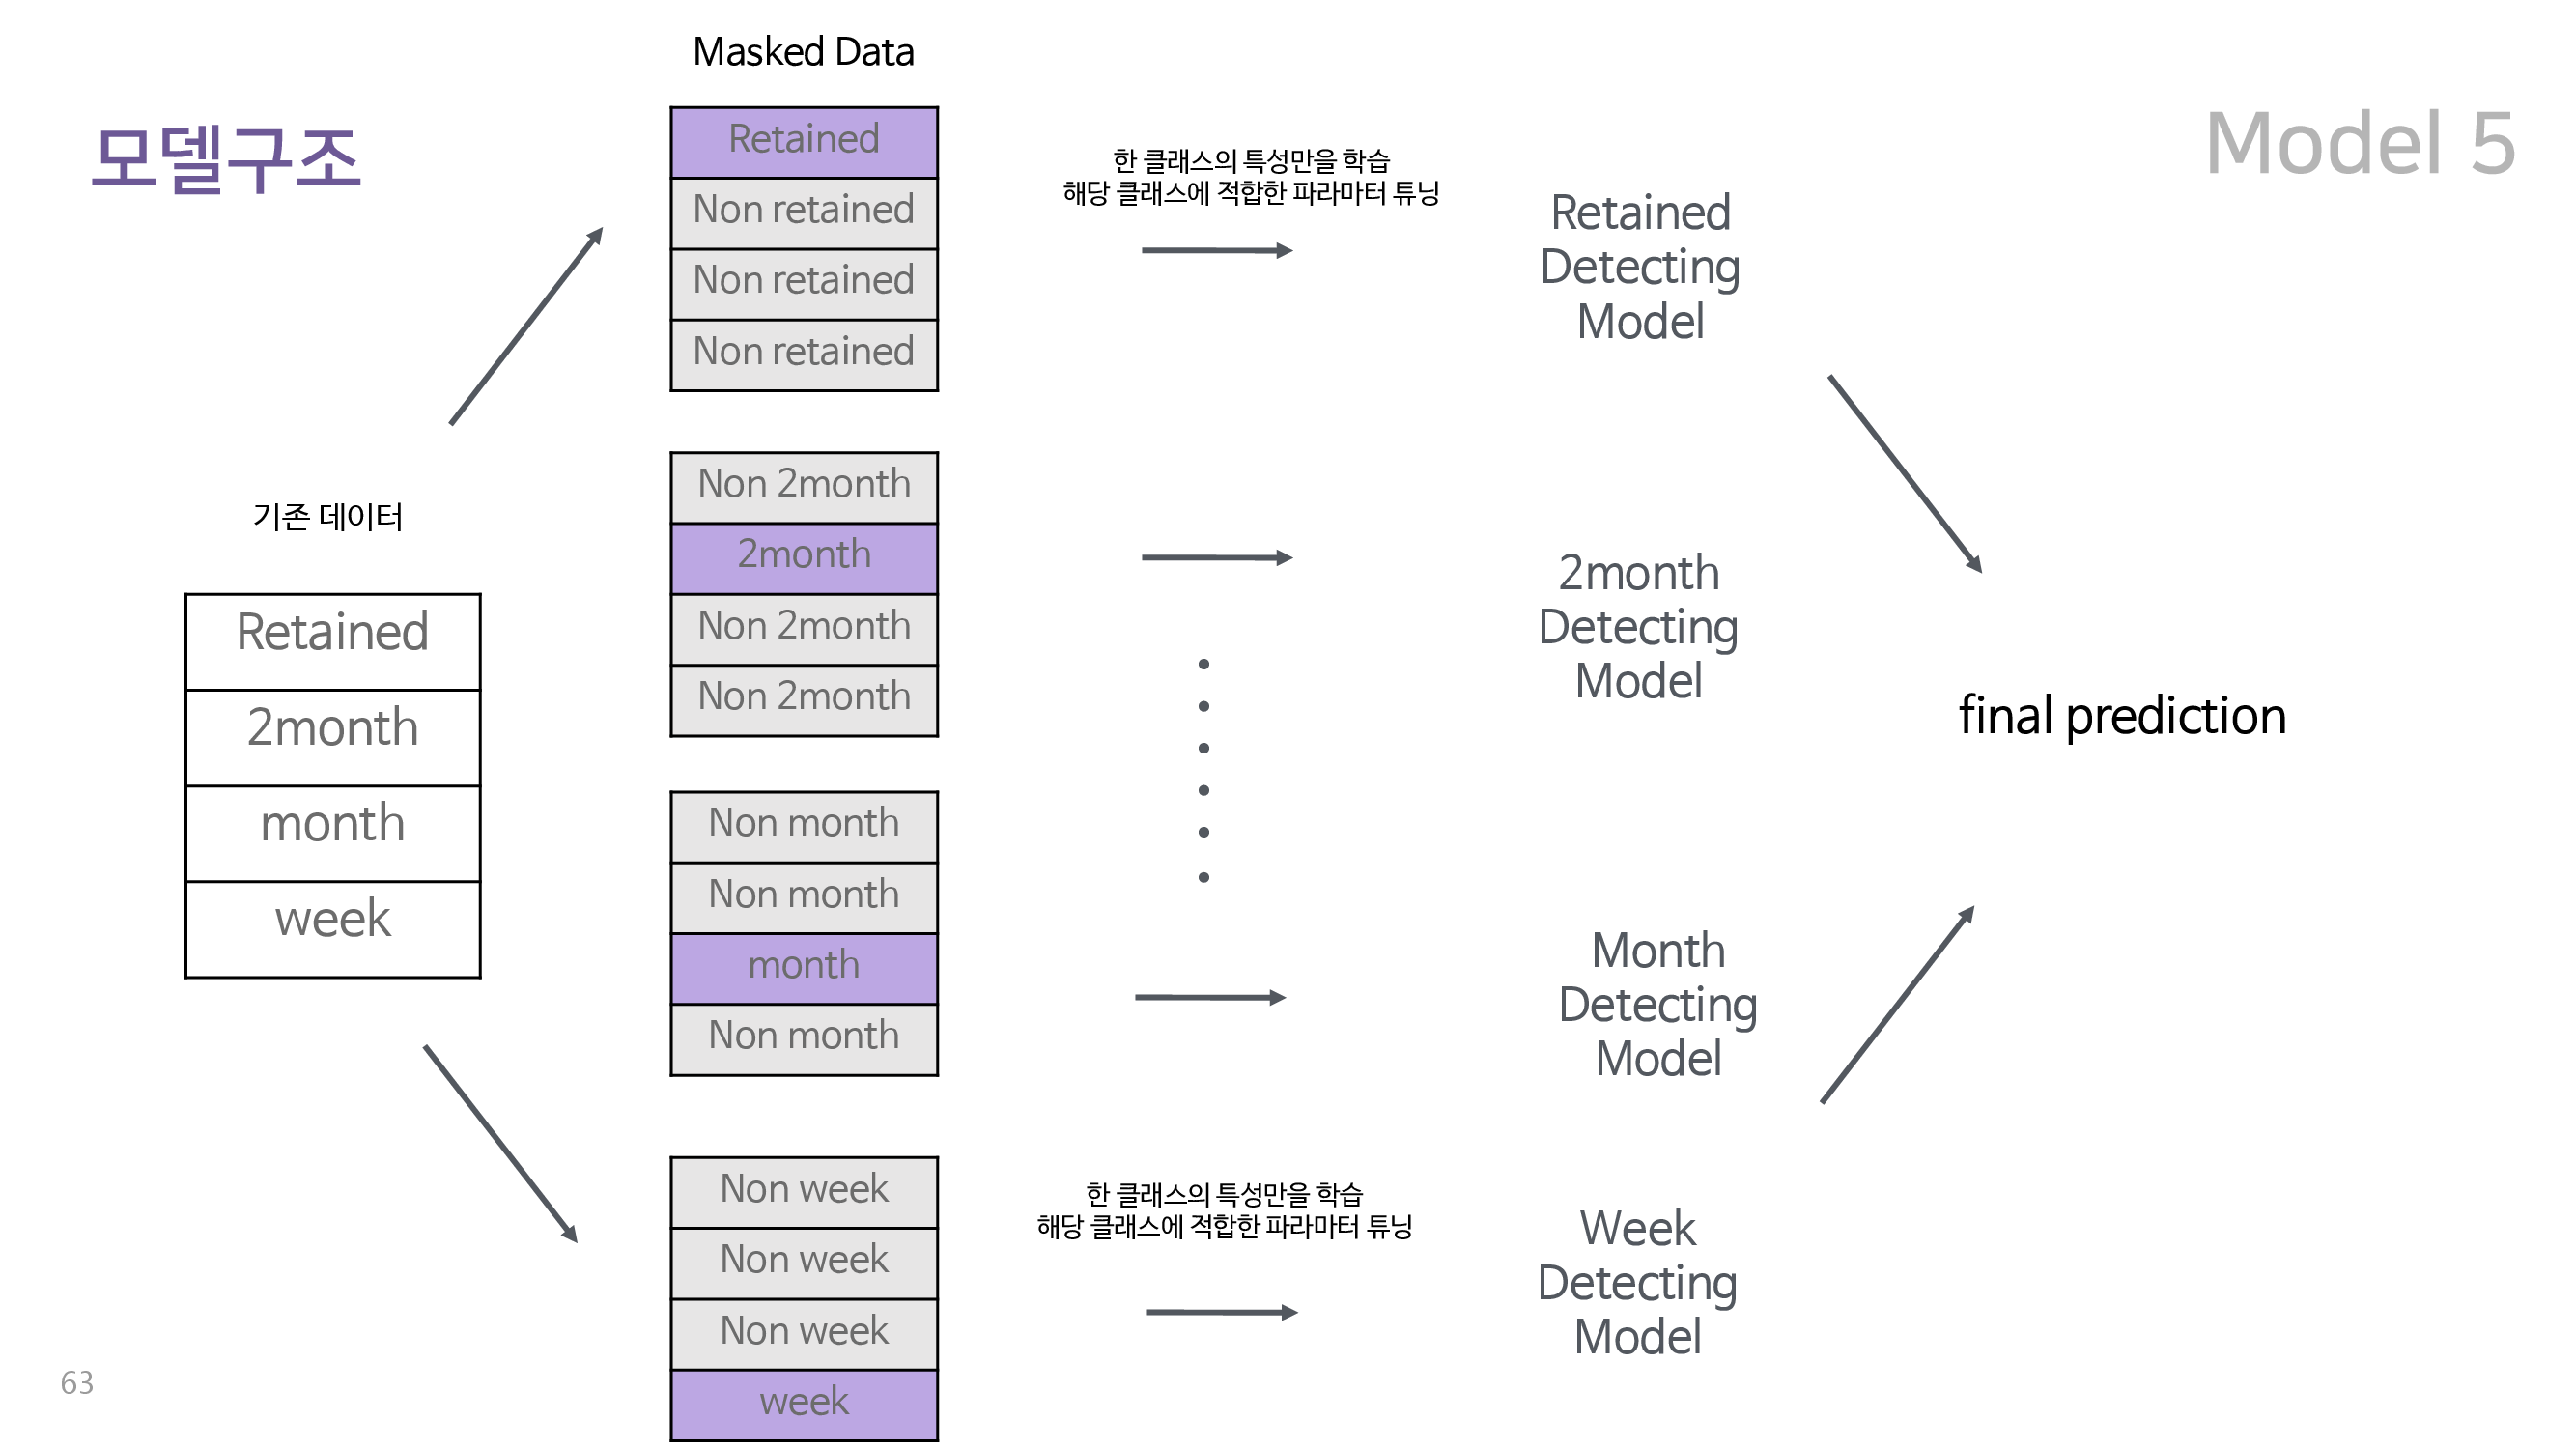 모델구조
Model 5
기존 데이터
Retained
2month
month
week
Masked Data
Retained
Non retained
Non retained
Non retained
Non 2month
2month
Non 2month
Non 2month
Non month
Non month
month
Non month
Non week
Non week
Non week
week
한 클래스의 특성만을 학습
해당 클래스에 적합한 파라마터 튜닝
한 클래스의 특성만을 학습
해당 클래스에 적합한 파라마터 튜닝
Retained
Detecting
Model
2month
Detecting
Model
Month
Detecting
Model
Week
Detecting
Model
final prediction
63